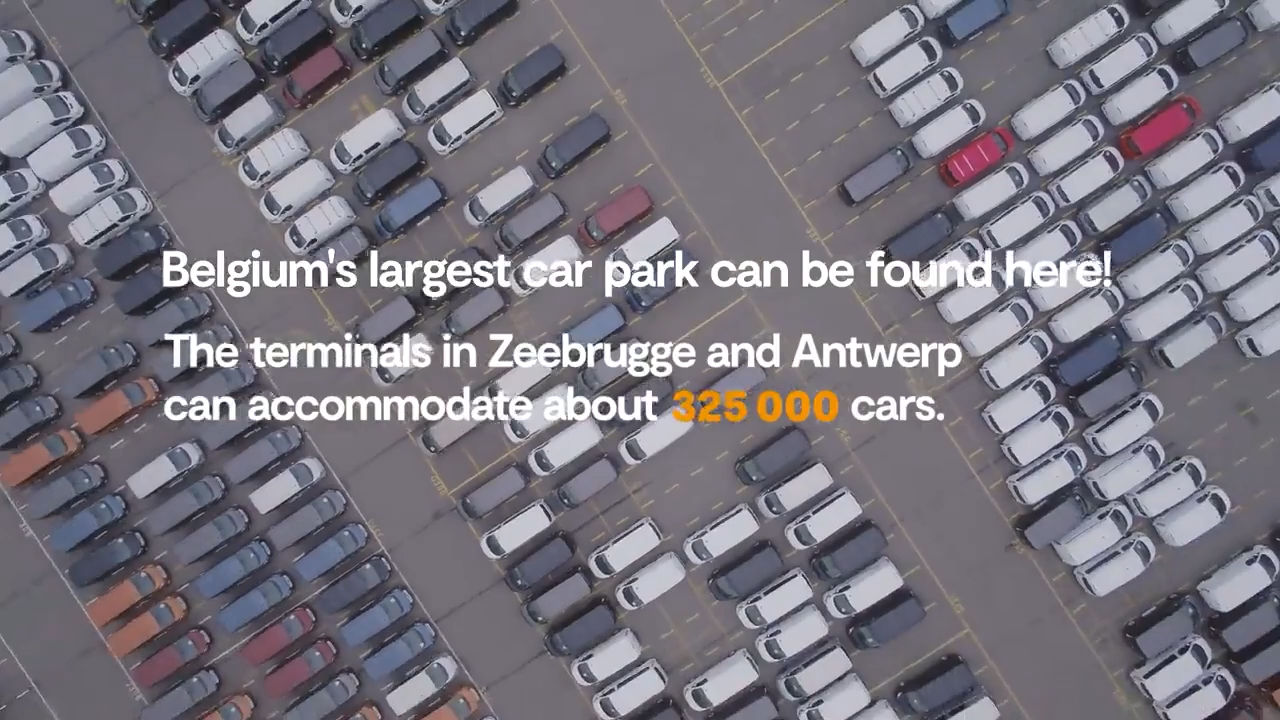 Belgium's largest car park can be found here!
The terminals in Zeebrugge and Antwerp
can accommodate about 325 000 cars.